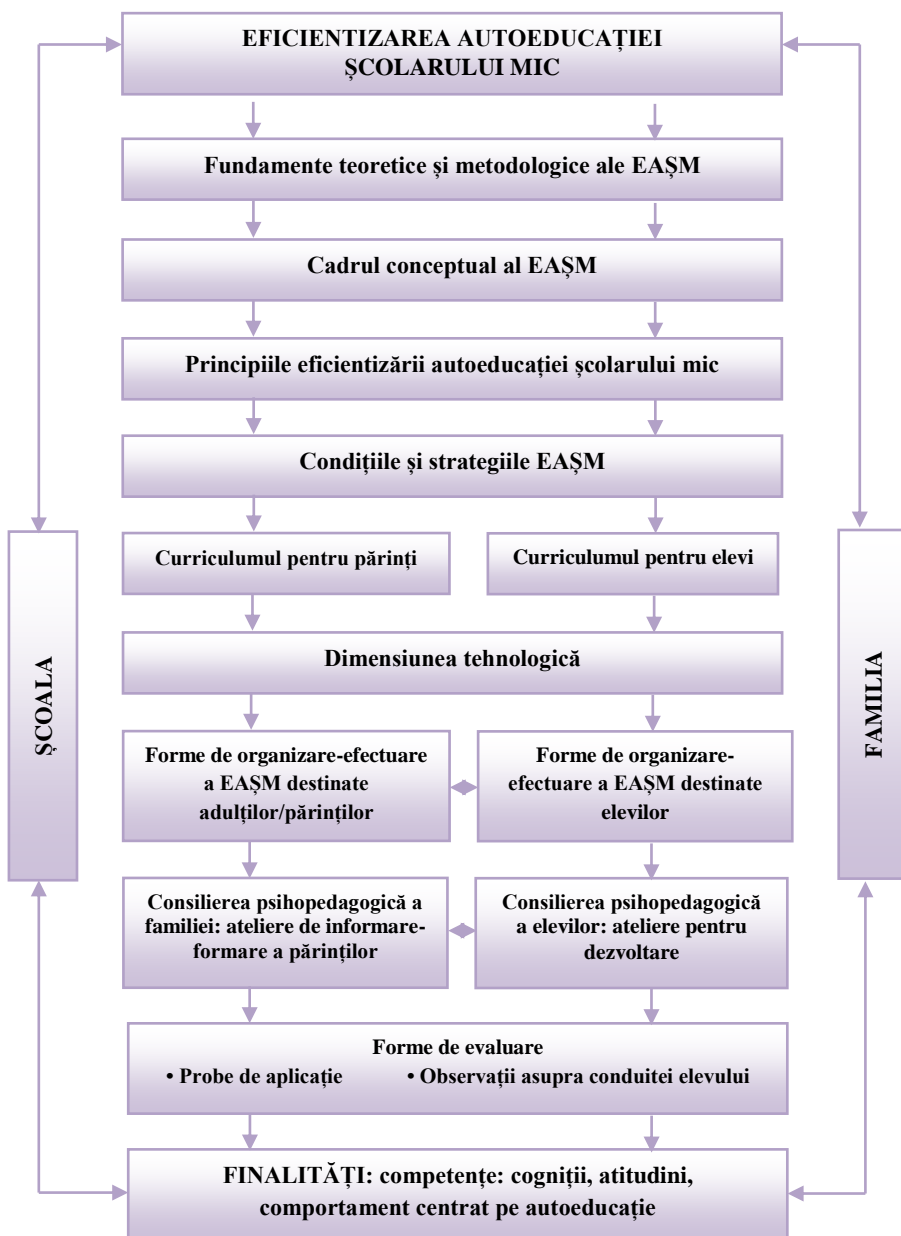 EFICIENTIZAREA AUTOEDUCAȚIEI
ȘCOLARULUI MIC
Fundamente teoretice și metodologice ale EAȘM
Cadrul conceptual al EAȘM
Principiile eficientizării autoeducației școlarului mic
Condițiile și strategiile EAȘM
Curriculumul pentru părinți
Curriculumul pentru elevi
Dimensiunea tehnologică
ȘCOALA
FAMILIA
Forme de organizare-efectuare
a EAȘM destinate
adulților/părinților
Forme de organizare-
efectuare a EAȘM destinate
elevilor
Consilierea psihopedagogică a
familiei: ateliere de informare-
formare a părinților
Consilierea psihopedagogică
a elevilor: ateliere pentru
dezvoltare
Forme de evaluare
• Probe de aplicație • Observații asupra conduitei elevului
FINALITĂȚI: competențe: cogniții, atitudini,
comportament centrat pe autoeducație